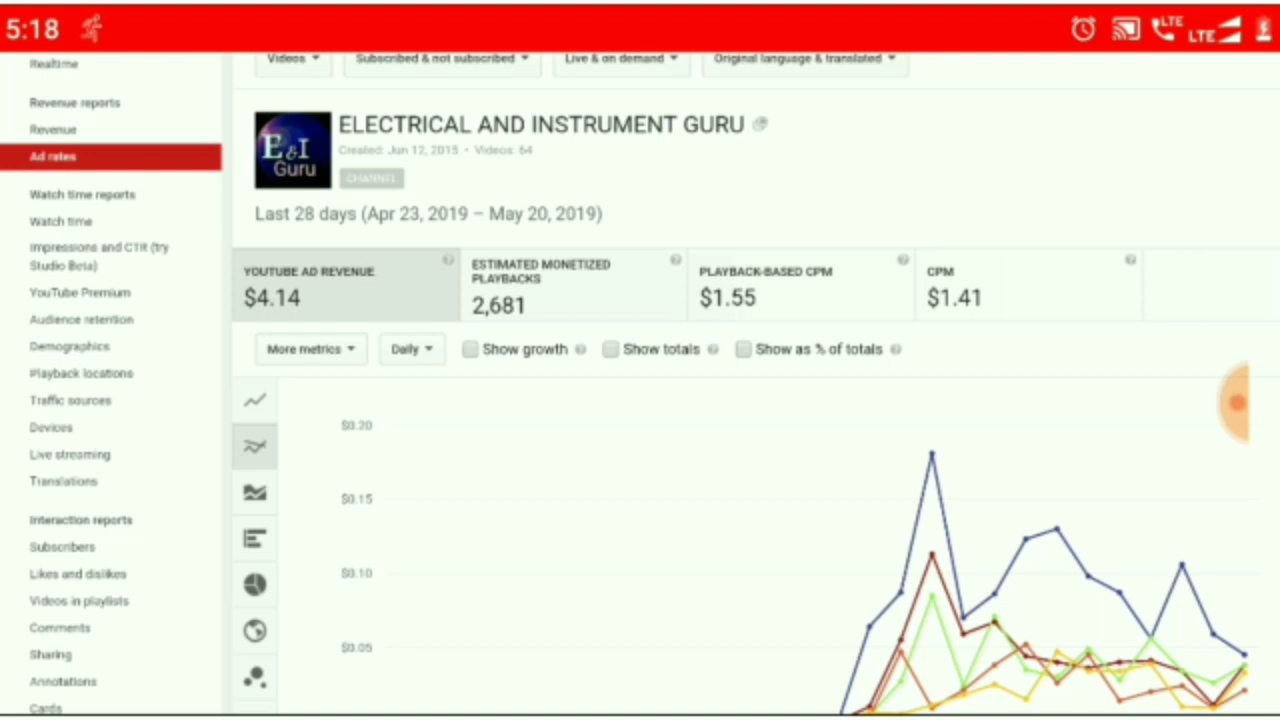 5:18
LTE
LTE
Videos
Subscribed & not subscribed
Live & on demand
Original language & translated
Realtime
Revenue reports
Revenue
Ad rates
Watch time reports
Watch time
Impressions and CTR (try
Studio Beta)
YouTube Premium
Audience retention
Demographics
Playback locations
Traffic sources
Devices
Live streaming
Translations
Interaction reports
Subscribers
Likes and dislikes
Videos in playlists
Comments
Sharing
Annotations
Cards
E&I
Guru
ELECTRICAL AND INSTRUMENT GURU
Created: Jun 12, 2015 • Videos: 64
CHANNEL
Last 28 days (Apr 23, 2019 – May 20, 2019)
YOUTUBE AD REVENUE
$4.14
ESTIMATED MONETIZED
PLAYBACKS
2,681
PLAYBACK-BASED CPM
$1.55
CPM
$1.41
More metrics
Daily
Show growth
Show totals
Show as % of totals
$0.20
$0.15
$0.10
$0.05